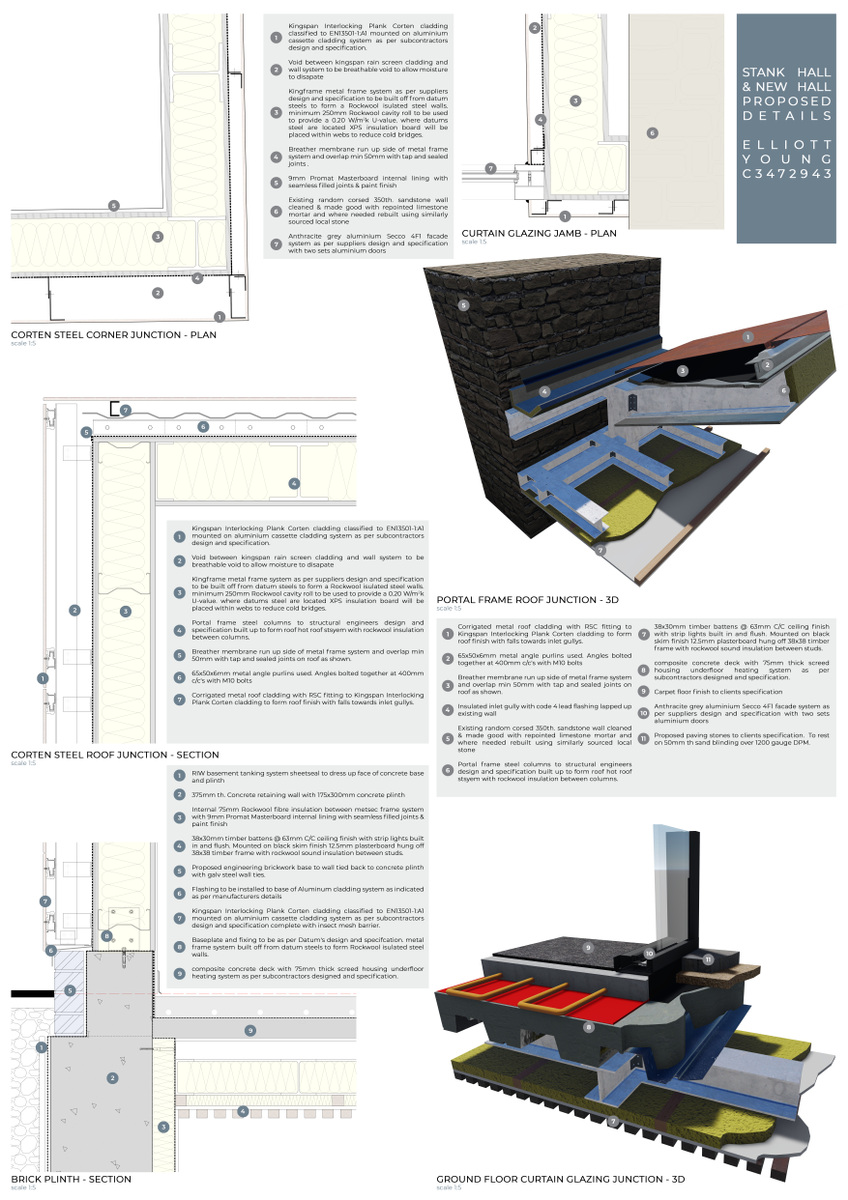 Kingspan Interlocking Plank Corten cladding
classified to EN13501-1:A1 mounted on aluminium
cassette cladding system as per subcontractors
design and specification.
1
Void between kingspan rain screen cladding and
wall system to be breathable void to allow moisture
to disapate
2
Kingframe metal frame system as per suppliers
design and specification to be built off from datum
steels to form a Rockwool isulated steel walls.
minimum 250mm Rockwool cavity roll to be used
to provide a 0.20 W/m²k U-value. where datums
steel are located XPS insulation board will be
placed within webs to reduce cold bridges.
3
Breather membrane run up side of metal frame
system and overlap min 50mm with tap and sealed
joints .
4
9mm Promat Masterboard internal lining with
seamless filled joints & paint finish
5
Existing random corsed 350th. sandstone wall
cleaned & made good with repointed limestone
mortar and where needed rebuilt using similarly
sourced local stone
6
Anthracite grey aluminium Secco 4F1 facade
system as per suppliers design and specification
with two sets aluminium doors
7
5
3
4
2
1
CORTEN STEEL CORNER JUNCTION - PLAN
scale 1:5
2
3
4
6
7
1
CURTAIN GLAZING JAMB - PLAN
scale 1:5
STANK HALL
& NEW HALL
PROPOSED
DETAILS
ELLIOTT
YOUNG
C3472943
5
1
2
3
4
6
7
PORTAL FRAME ROOF JUNCTION - 3D
scale 1:5
7
6
5
4
2
3
1
1
Kingspan Interlocking Plank Corten cladding classified to EN13501-1:A1
mounted on aluminium cassette cladding system as per subcontractors
design and specification.
2
Void between kingspan rain screen cladding and wall system to be
breathable void to allow moisture to disapate
3
Kingframe metal frame system as per suppliers design and specification
to be built off from datum steels to form a Rockwool isulated steel walls.
minimum 250mm Rockwool cavity roll to be used to provide a 0.20 W/m²k
U-value. where datums steel are located XPS insulation board will be
placed within webs to reduce cold bridges.
4
Portal frame steel columns to structural engineers design and
specification built up to form roof hot roof stsyem with rockwool insulation
between columns.
5
Breather membrane run up side of metal frame system and overlap min
50mm with tap and sealed joints on roof as shown.
6
65x50x6mm metal angle purlins used. Angles bolted together at 400mm
c/c's with M10 bolts
7
Corrigated metal roof cladding with RSC fitting to Kingspan Interlocking
Plank Corten cladding to form roof finish with falls towards inlet gullys.
CORTEN STEEL ROOF JUNCTION - SECTION
scale 1:5
1
Corrigated metal roof cladding with RSC fitting to
Kingspan Interlocking Plank Corten cladding to form
roof finish with falls towards inlet gullys.
2
65x50x6mm metal angle purlins used. Angles bolted
together at 400mm c/c's with M10 bolts
3
Breather membrane run up side of metal frame system
and overlap min 50mm with tap and sealed joints on
roof as shown.
4
Insulated inlet gully with code 4 lead flashing lapped up
existing wall
5
Existing random corsed 350th. sandstone wall cleaned
& made good with repointed limestone mortar and
where needed rebuilt using similarly sourced local
stone
6
Portal frame steel columns to structural engineers
design and specification built up to form roof hot roof
stsyem with rockwool insulation between columns.
7
38x30mm timber battens @ 63mm C/C ceiling finish
with strip lights built in and flush. Mounted on black
skim finish 12.5mm plasterboard hung off 38x38 timber
frame with rockwool sound insulation between studs.
8
composite concrete deck with 75mm thick screed
housing underfloor heating system as per
subcontractors designed and specification.
9
Carpet floor finish to clients specification
10
Anthracite grey aluminium Secco 4F1 facade system as
per suppliers design and specification with two sets
aluminium doors
11
Proposed paving stones to clients specification. To rest
on 50mm th sand blinding over 1200 gauge DPM.
1
RIW basement tanking system sheetseal to dress up face of concrete base
and plinth
2
375mm th. Concrete retaining wall with 175x300mm concrete plinth
3
Internal 75mm Rockwool fibre insulation between metsec frame system
with 9mm Promat Masterboard internal lining with seamless filled joints &
paint finish
4
38x30mm timber battens @ 63mm C/C ceiling finish with strip lights built
in and flush. Mounted on black skim finish 12.5mm plasterboard hung off
38x38 timber frame with rockwool sound insulation between studs.
5
Proposed engineering brickwork base to wall tied back to concrete plinth
with galv steel wall ties.
6
Flashing to be installed to base of Aluminum cladding system as indicated
as per manufacturers details
7
Kingspan Interlocking Plank Corten cladding classified to EN13501-1:A1
mounted on aluminium cassette cladding system as per subcontractors
design and specification complete with insect mesh barrier.
8
Baseplate and fixing to be as per Datum's design and specifcation. metal
frame system built off from datum steels to form Rockwool isulated steel
walls.
9
composite concrete deck with 75mm thick screed housing underfloor
heating system as per subcontractors designed and specification.
7
8
6
5
9
1
2
4
3
BRICK PLINTH - SECTION
scale 1:5
9
10
11
8
7
GROUND FLOOR CURTAIN GLAZING JUNCTION - 3D
scale 1:5